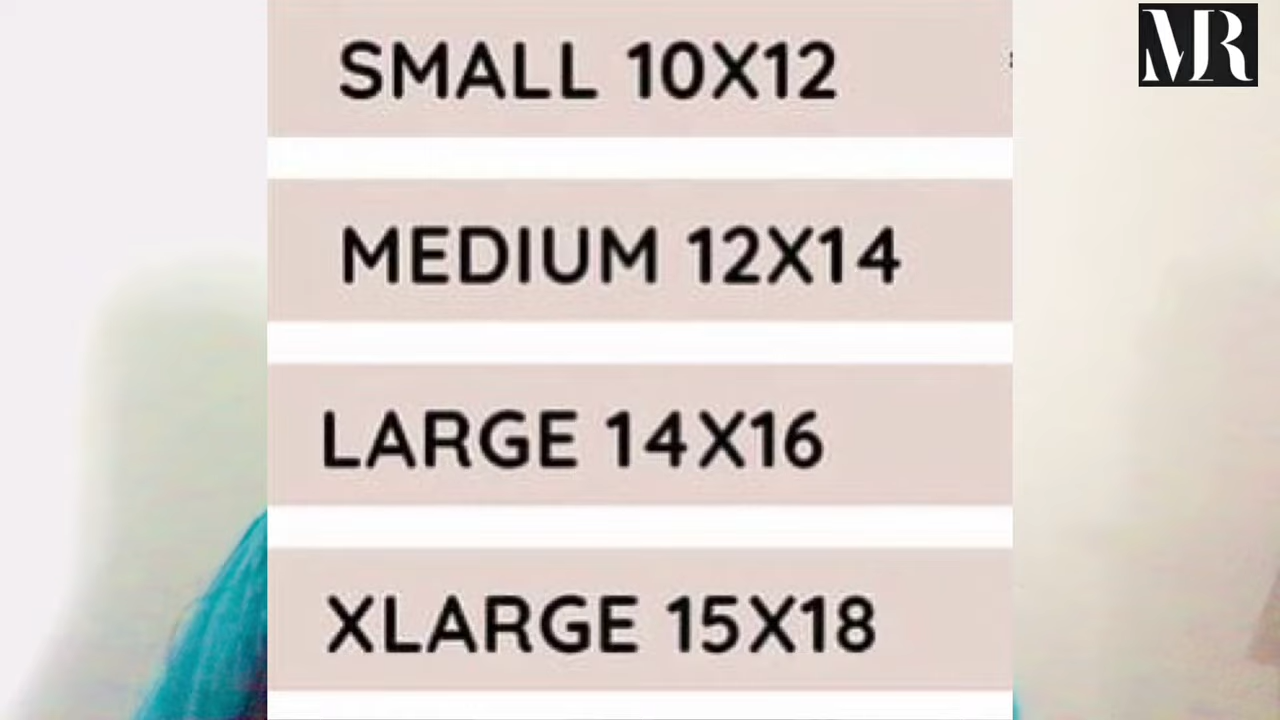 MR
SMALL 10X12
MEDIUM 12X14
LARGE 14X16
XLARGE 15X18